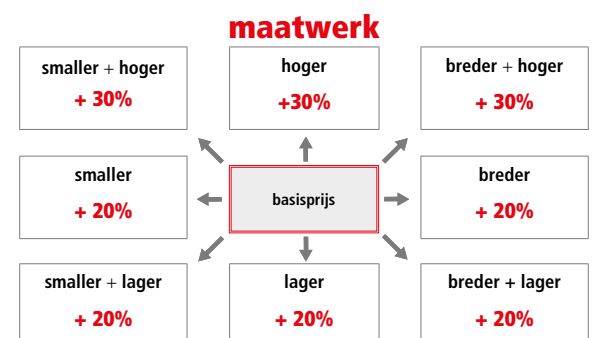 maatwerk
smaller + hoger
+ 30%
hoger
+30%
breder + hoger
+ 30%
smaller
+ 20%
basisprijs
breder
+ 20%
smaller + lager
+ 20%
lager
+ 20%
breder + lager
+ 20%